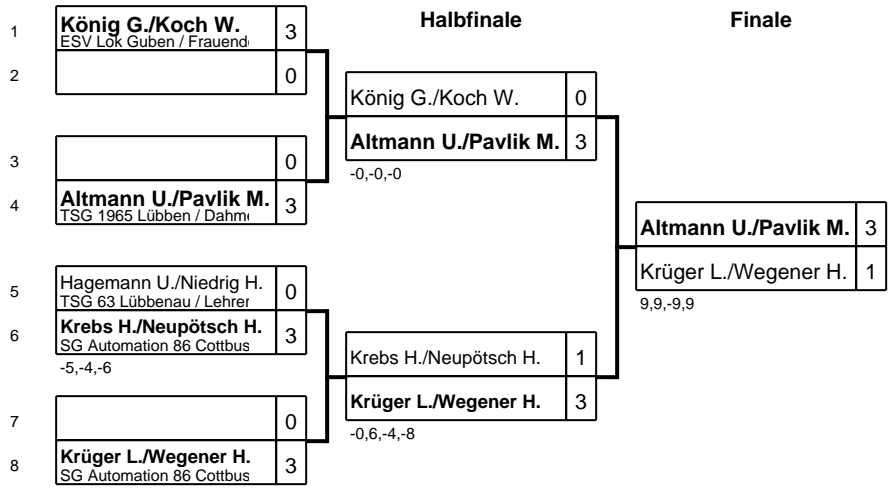 Halbfinale
Finale
1 König G./Koch W. 3
ESV Lok Guben / Frauend
2 0
König G./Koch W. 0
Altmann U./Pavlik M. 3
-0,-0,-0
3 0
4 Altmann U./Pavlik M. 3
TSG 1965 Lübben / Dahme
Altmann U./Pavlik M. 3
Krüger L./Wegener H. 1
9,9,-9,9
5 Hagemann U./Niedrig H. 0
TSG 63 Lübbenau / Lehrer
6 Krebs H./Neupötsch H. 3
SG Automation 86 Cottbus
-5,-4,-6
Krebs H./Neupötsch H. 1
Krüger L./Wegener H. 3
-0,6,-4,-8
7 0
8 Krüger L./Wegener H. 3
SG Automation 86 Cottbus